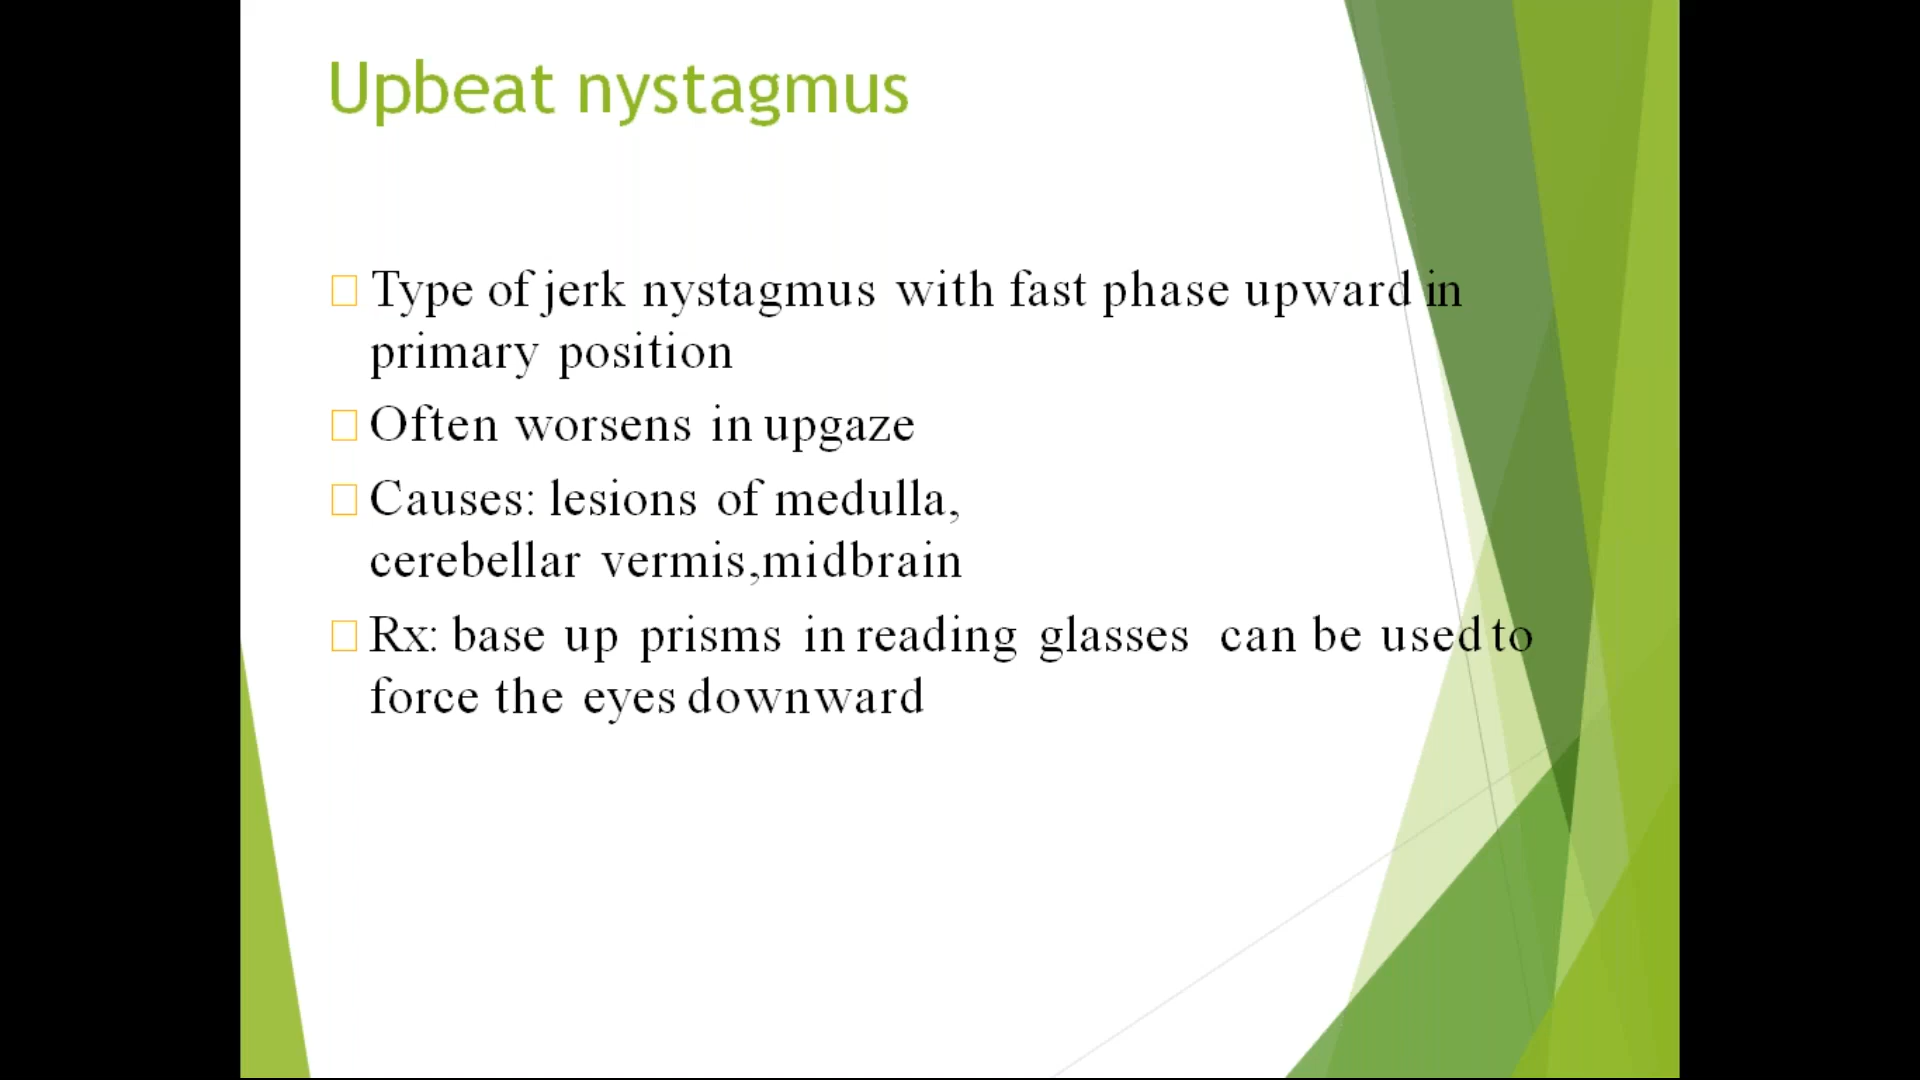 Upbeat nystagmus
Type of jerk nystagmus with fast phase upward in
primary position
Often worsens in upgaze
Causes: lesions of medulla,
cerebellar vermis,midbrain
Rx: base up prisms in reading glasses can be used to
force the eyes downward